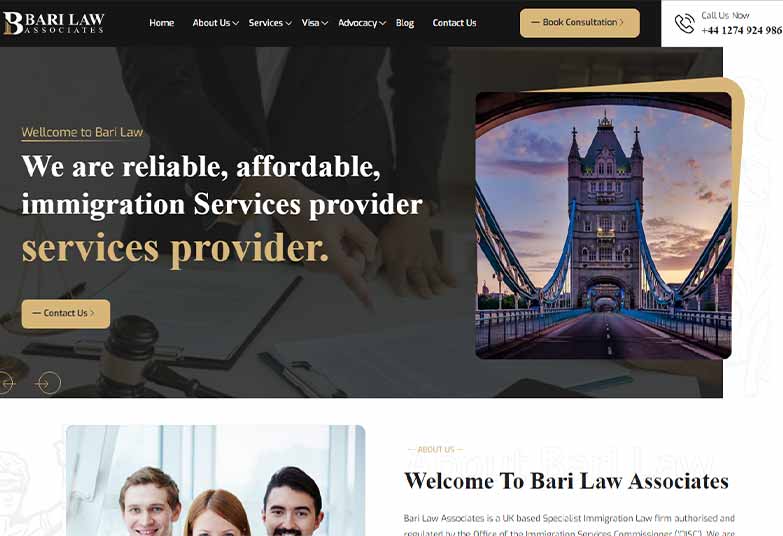 BBARI LAW
ASSOCIATES
Home About Us Services Visa Advocacy Blog Contact Us
Book Consultation
Call Us Now
+44 1274 924 986
Wellcome to Bari Law
We are reliable, affordable,
immigration Services provider
services provider.
Contact Us
ABOUT US
About Bari Law
Welcome To Bari Law Associates
Bari Law Associates is a UK based Specialist Immigration Law firm authorised and
regulated by the Office of the Immigration Services Commissioner ('OISC'). We are